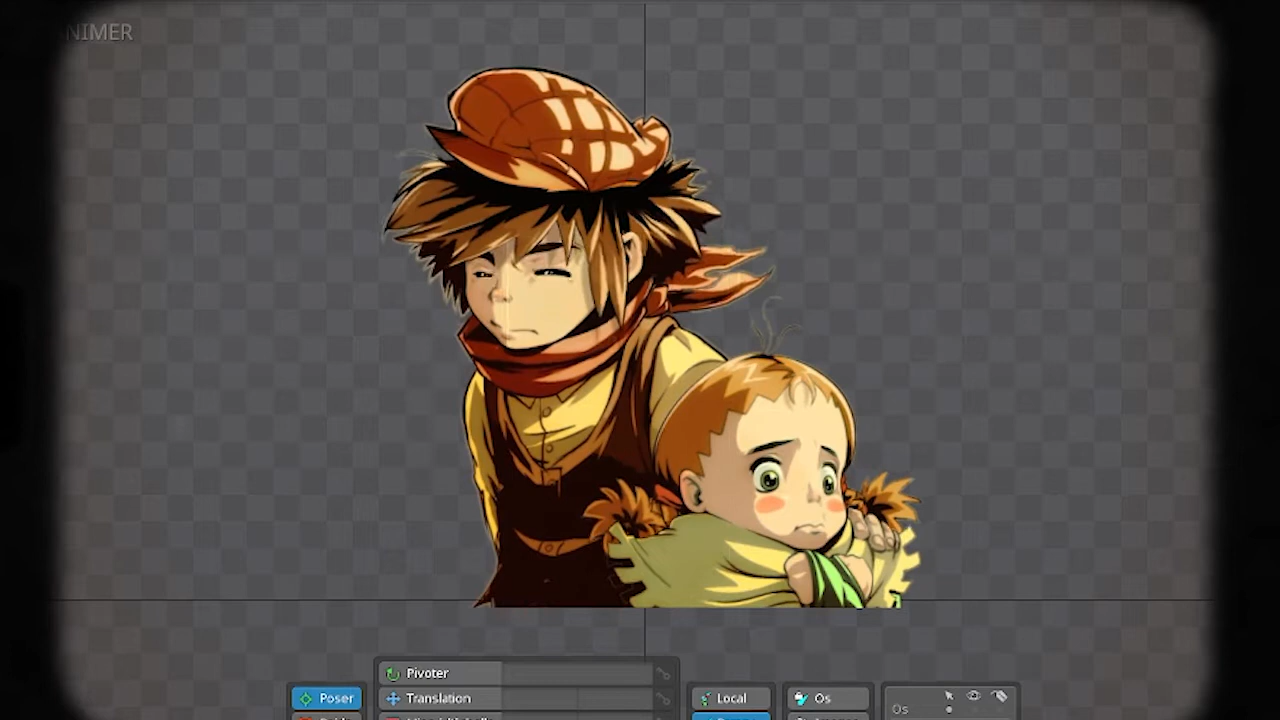 NIMER
Pivoter
Poser
Translation
Local
Os
Os